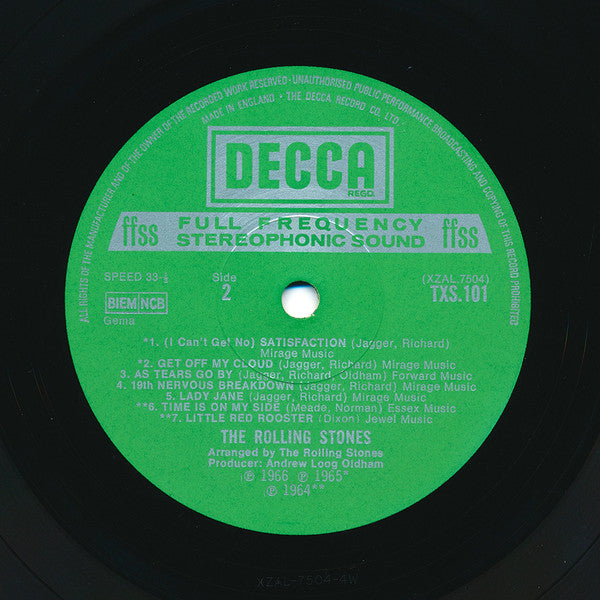 ALL RIGHTS OF THE MANUFACTURER AND OF THE OWNER OF THE RECORDED WORK RESERVED · UNAUTHORISED PUBLIC PERFORMANCE BROADCASTING AND COPYING OF THIS RECORD PROHIBITED
MADE IN ENGLAND · THE DECCA RECORD CO. LTD.
DECCA
REGD.
ffss FULL FREQUENCY STEREOPHONIC SOUND ffss
SPEED 33-⅓ Side (XZAL.7504)
2 TXS.101
BIEM NCB
Gema
*1. (I Can't Get No) SATISFACTION (Jagger, Richard)
Mirage Music
*2. GET OFF MY CLOUD (Jagger, Richard) Mirage Music
3. AS TEARS GO BY (Jagger, Richard, Oldham) Forward Music
4. 19th NERVOUS BREAKDOWN (Jagger, Richard) Mirage Music
5. LADY JANE (Jagger, Richard) Mirage Music
**6. TIME IS ON MY SIDE (Meade, Norman) Essex Music
**7. LITTLE RED ROOSTER (Dixon) Jewel Music
THE ROLLING STONES
Arranged by The Rolling Stones
Producer: Andrew Loog Oldham
℗ 1966 ℗ 1965*
℗ 1964**
XZAL-7504-4W